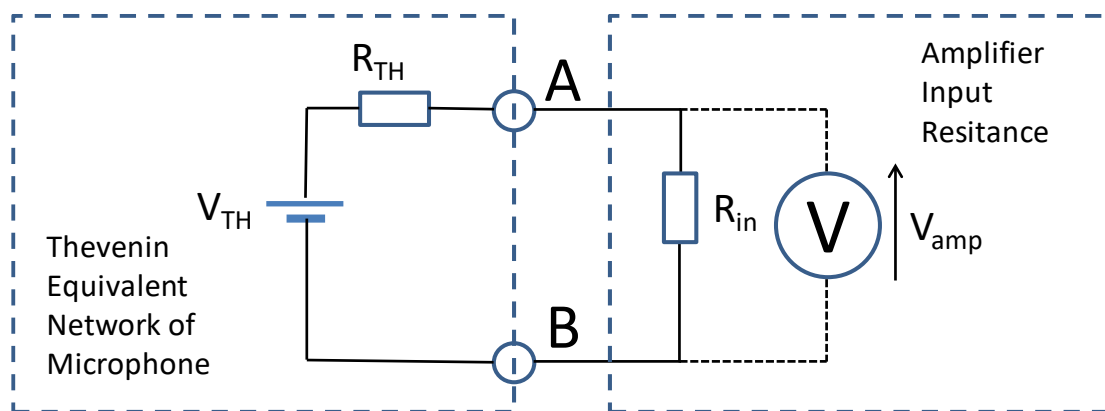 R_TH
A
Amplifier
Input
Resitance
V_TH
R_in
V
V_amp
Thevenin
Equivalent
Network of
Microphone
B